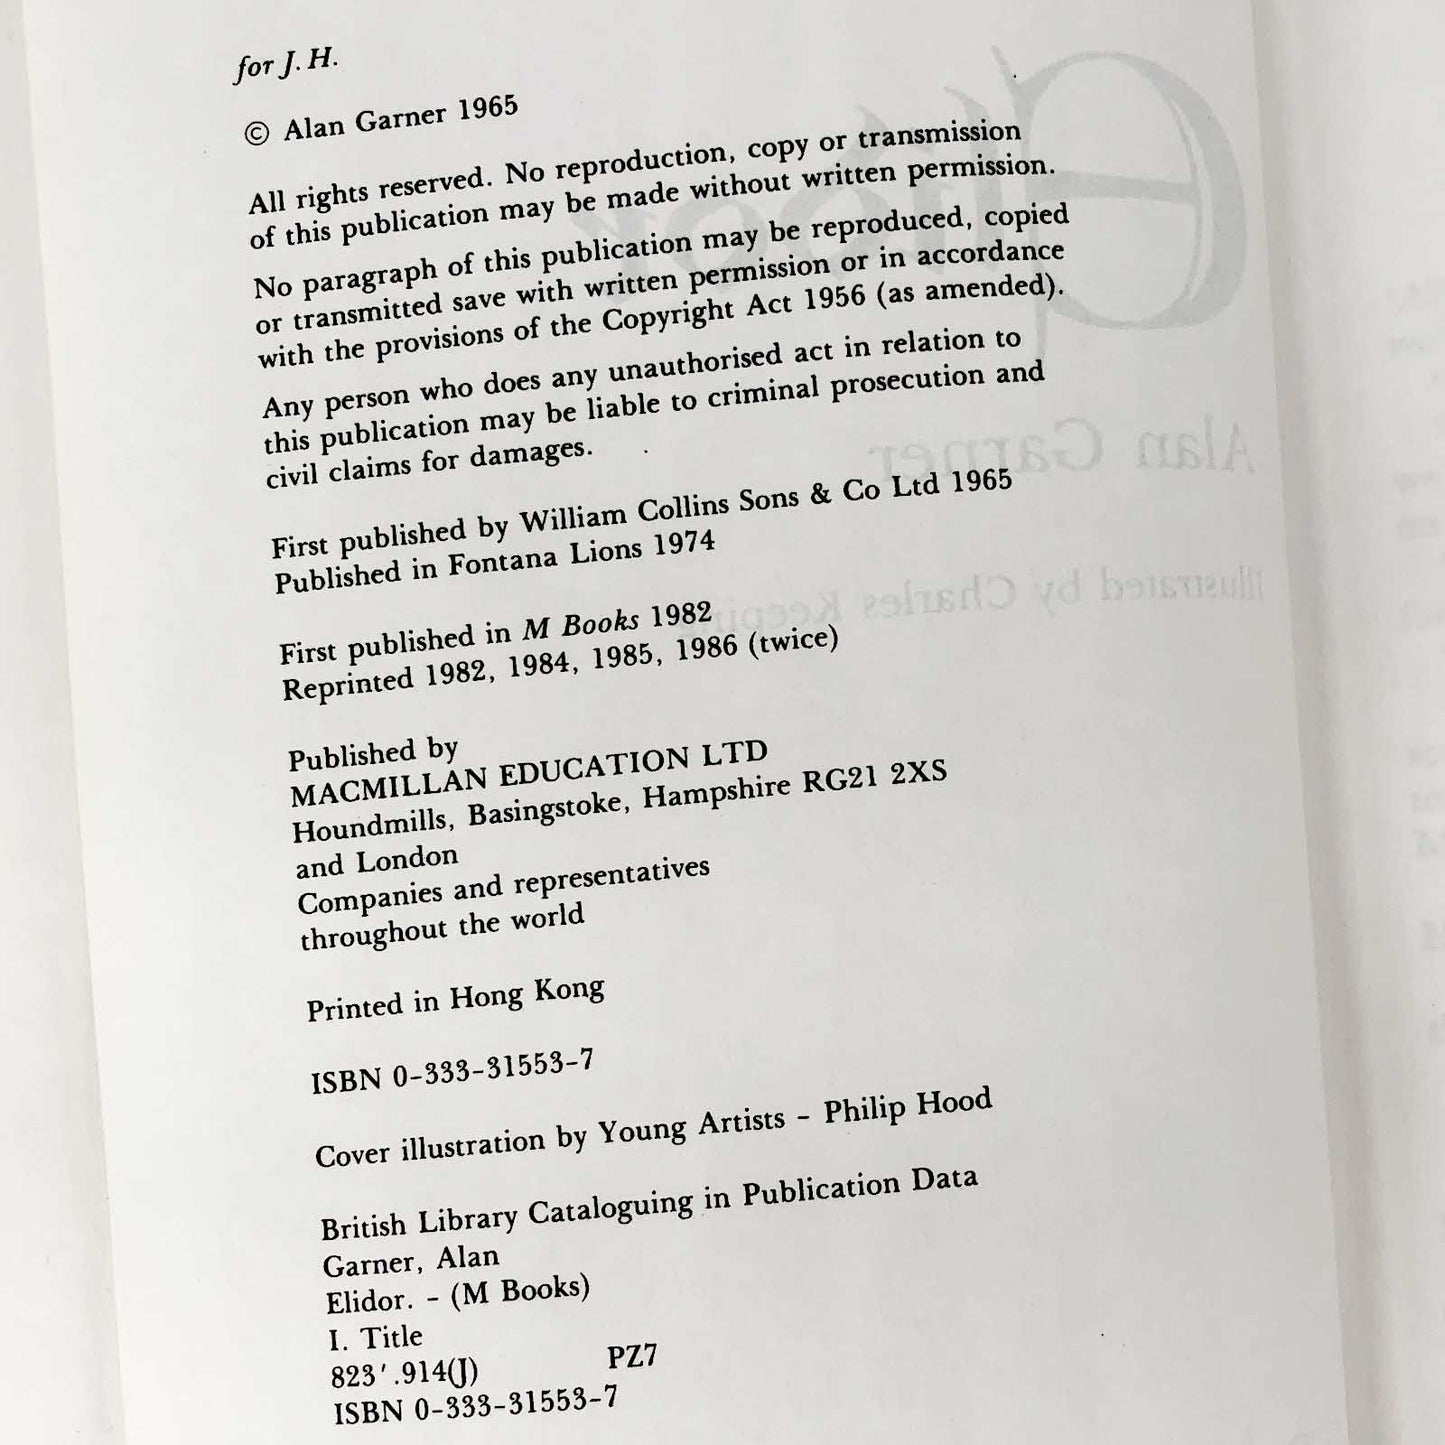 for J. H.
© Alan Garner 1965
All rights reserved. No reproduction, copy or transmission
of this publication may be made without written permission.
No paragraph of this publication may be reproduced, copied
or transmitted save with written permission or in accordance
with the provisions of the Copyright Act 1956 (as amended).
Any person who does any unauthorised act in relation to
this publication may be liable to criminal prosecution and
civil claims for damages.
First published by William Collins Sons & Co Ltd 1965
Published in Fontana Lions 1974
First published in M Books 1982
Reprinted 1982, 1984, 1985, 1986 (twice)
Published by
MACMILLAN EDUCATION LTD
Houndmills, Basingstoke, Hampshire RG21 2XS
and London
Companies and representatives
throughout the world
Printed in Hong Kong
ISBN 0-333-31553-7
Cover illustration by Young Artists – Philip Hood
British Library Cataloguing in Publication Data
Garner, Alan
Elidor. – (M Books)
I. Title
823'.914(J) PZ7
ISBN 0-333-31553-7
Elidor
Alan Garner
Illustrated by Charles Keeping